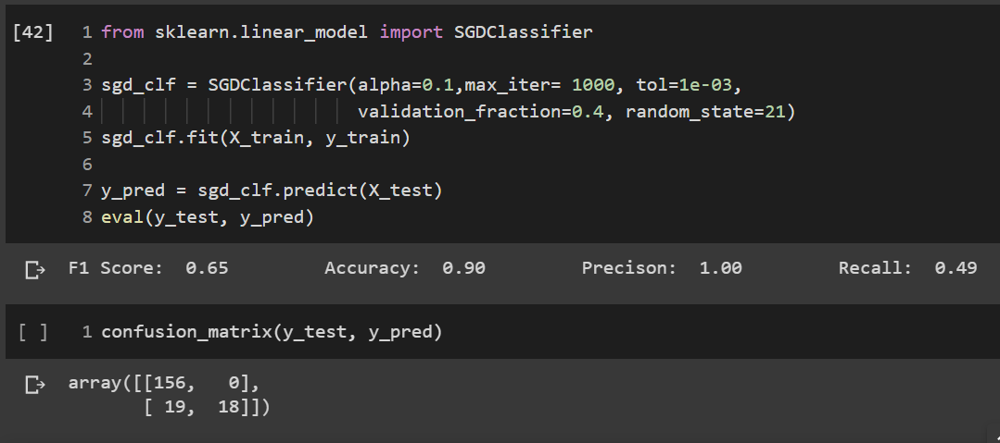 [42] 1 from sklearn.linear_model import SGDClassifier
2
3 sgd_clf = SGDClassifier(alpha=0.1,max_iter= 1000, tol=1e-03,
4                         validation_fraction=0.4, random_state=21)
5 sgd_clf.fit(X_train, y_train)
6
7 y_pred = sgd_clf.predict(X_test)
8 eval(y_test, y_pred)
F1 Score:  0.65         Accuracy:  0.90         Precison:  1.00         Recall:  0.49
[ ] 1 confusion_matrix(y_test, y_pred)
array([[156,   0],
       [ 19,  18]])